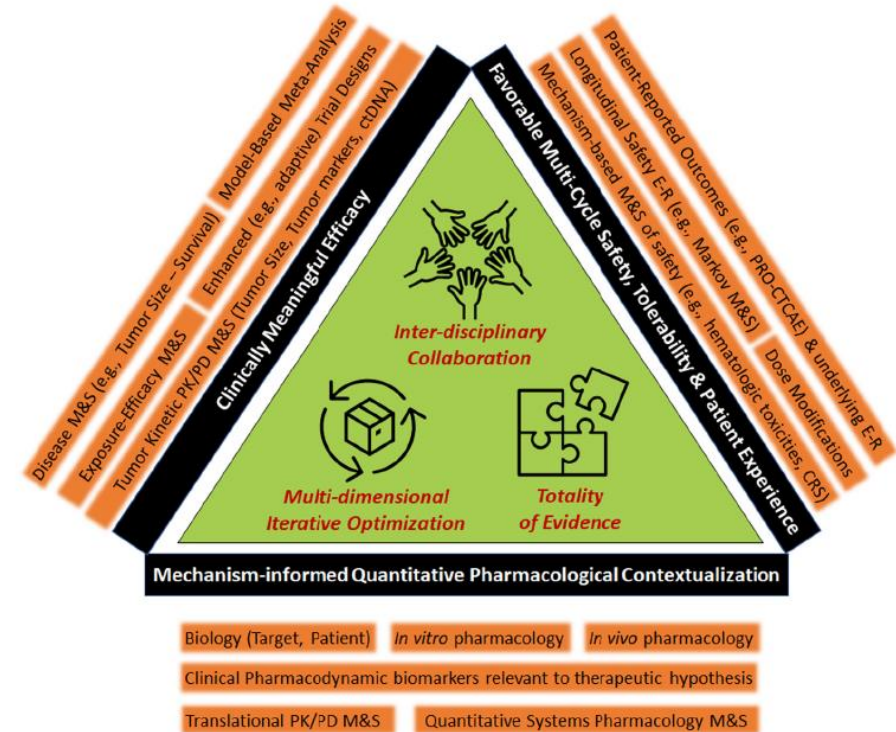 Disease M&S (e.g., Tumor Size – Survival)
Model-Based Meta-Analysis
Exposure-Efficacy M&S
Enhanced (e.g., adaptive) Trial Designs
Tumor Kinetic PK/PD M&S (Tumor Size, Tumor markers, ctDNA)
Clinically Meaningful Efficacy
Patient-Reported Outcomes (e.g., PRO-CTCAE) & underlying E-R
Longitudinal Safety E-R (e.g., Markov M&S)
Dose Modifications
Mechanism-based M&S of safety (e.g., hematologic toxicities, CRS)
Favorable Multi-Cycle Safety, Tolerability & Patient Experience
Inter-disciplinary
Collaboration
Multi-dimensional
Iterative Optimization
Totality
of Evidence
Mechanism-informed Quantitative Pharmacological Contextualization
Biology (Target, Patient)
In vitro pharmacology
In vivo pharmacology
Clinical Pharmacodynamic biomarkers relevant to therapeutic hypothesis
Translational PK/PD M&S
Quantitative Systems Pharmacology M&S